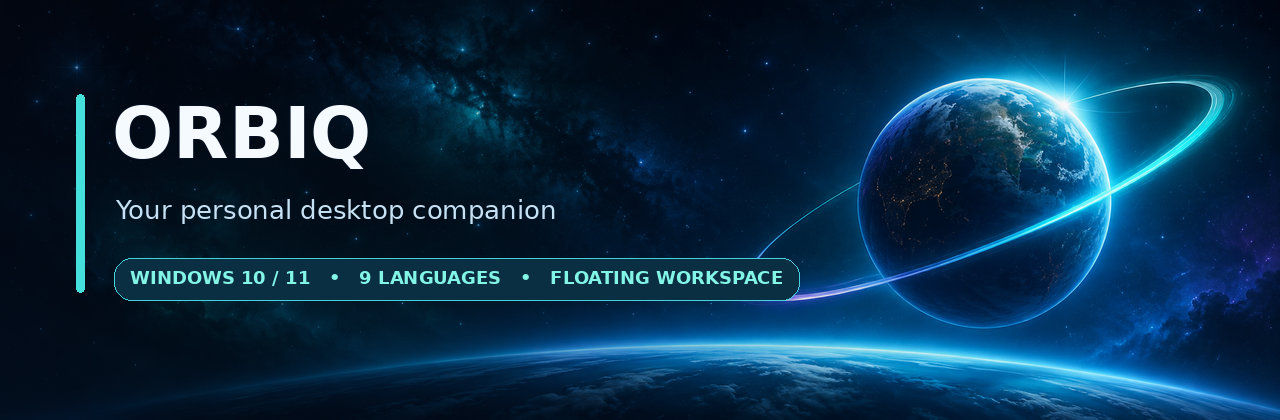 ORBIQ
Your personal desktop companion
WINDOWS 10 / 11 • 9 LANGUAGES • FLOATING WORKSPACE